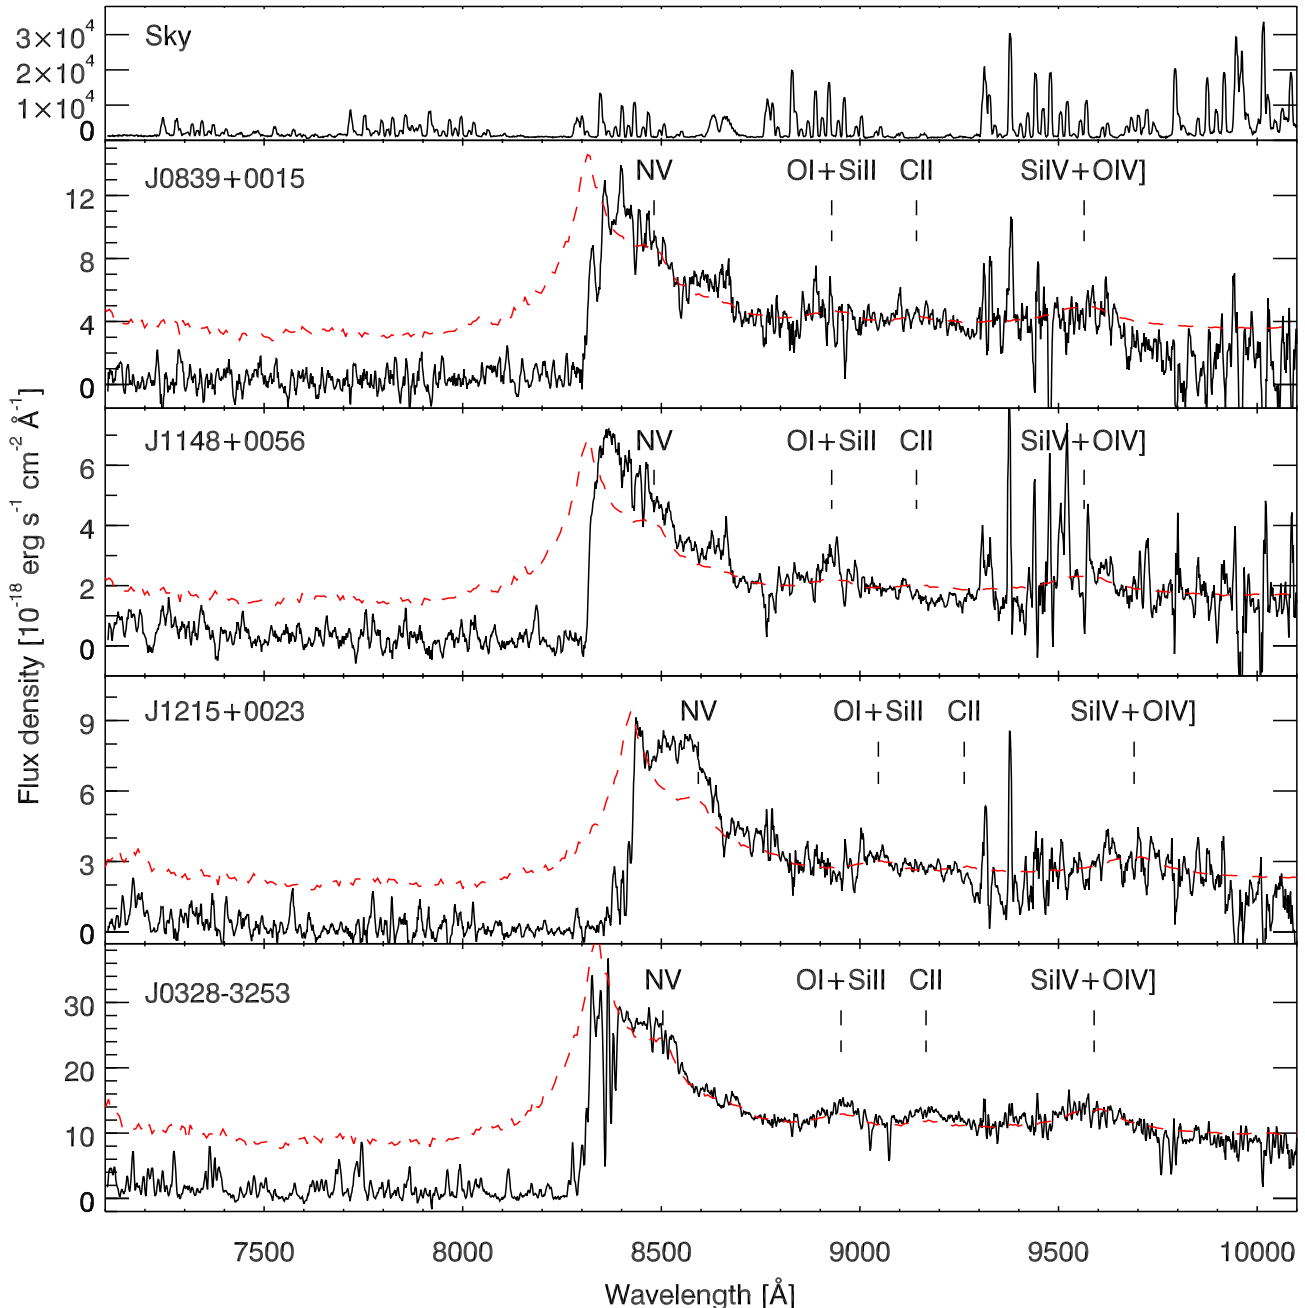 Sky
3×10⁴
2×10⁴
1×10⁴
0
J0839+0015
NV OI+SiII CII SiIV+OIV]
12
8
4
0
J1148+0056
NV OI+SiII CII SiIV+OIV]
6
4
2
0
J1215+0023
NV OI+SiII CII SiIV+OIV]
9
6
3
0
J0328-3253
NV OI+SiII CII SiIV+OIV]
30
20
10
0
Flux density [10⁻¹⁸ erg s⁻¹ cm⁻² Å⁻¹]
7500 8000 8500 9000 9500 10000
Wavelength [Å]